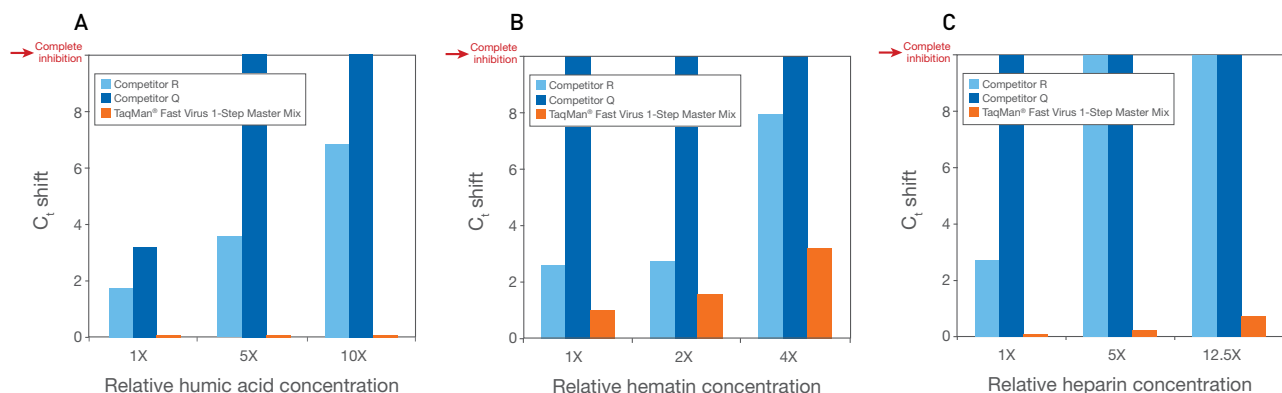 A
Complete
inhibition
Competitor R
Competitor Q
TaqMan® Fast Virus 1-Step Master Mix
8
6
4
2
0
Ct shift
1X 5X 10X
Relative humic acid concentration
B
Complete
inhibition
Competitor R
Competitor Q
TaqMan® Fast Virus 1-Step Master Mix
8
6
4
2
0
Ct shift
1X 2X 4X
Relative hematin concentration
C
Complete
inhibition
Competitor R
Competitor Q
TaqMan® Fast Virus 1-Step Master Mix
8
6
4
2
0
Ct shift
1X 5X 12.5X
Relative heparin concentration